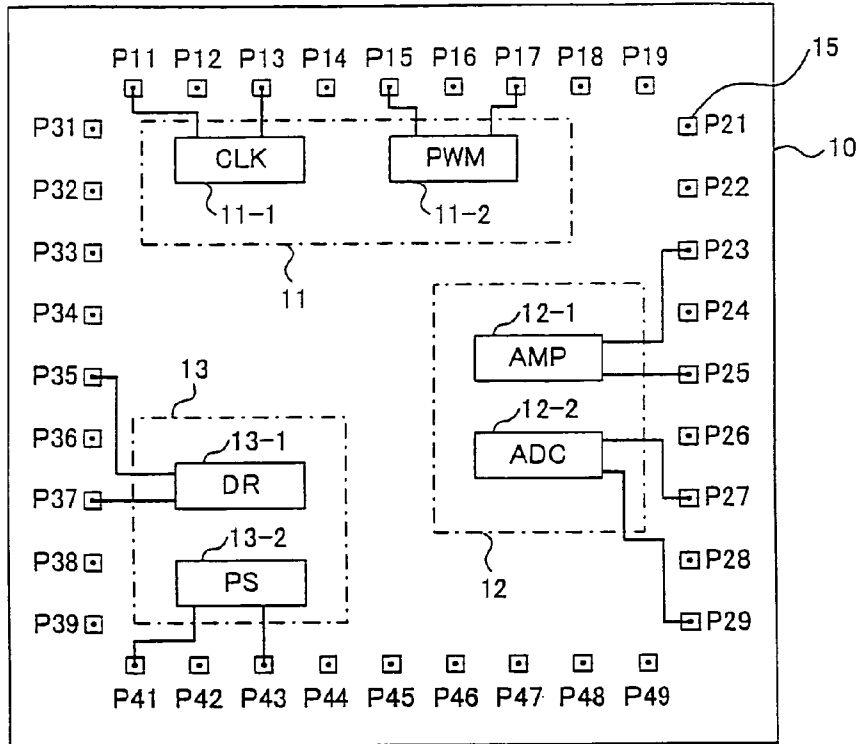 P11 P12 P13 P14 P15 P16 P17 P18 P19
15
P31
P21
10
CLK
PWM
P32
P22
11-1
11-2
P33
P23
11
P34
12-1
P24
AMP
P35
13
P25
12-2
P36
13-1
P26
ADC
DR
P37
P27
13-2
P38
12
P28
PS
P39
P29
P41 P42 P43 P44 P45 P46 P47 P48 P49